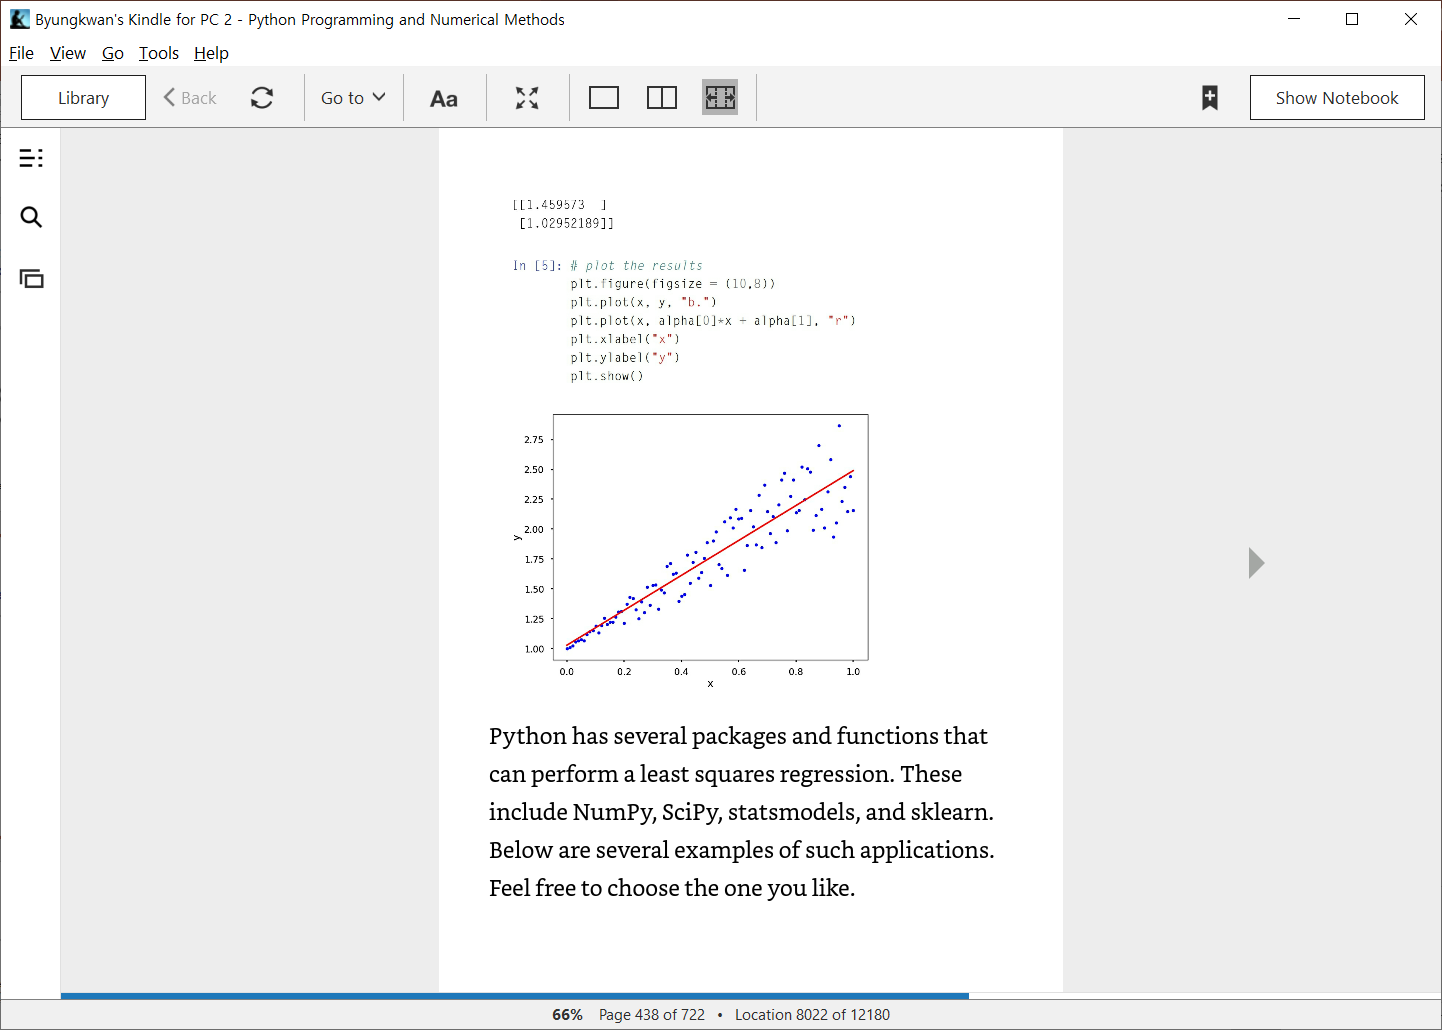 Byungkwan's Kindle for PC 2 - Python Programming and Numerical Methods
File View Go Tools Help
Library Back Go to Aa Show Notebook
[[1.459573  ]
 [1.02952189]]
In [5]: # plot the results
plt.figure(figsize = (10,8))
plt.plot(x, y, "b.")
plt.plot(x, alpha[0]*x + alpha[1], "r")
plt.xlabel("x")
plt.ylabel("y")
plt.show()
2.75
2.50
2.25
2.00
y
1.75
1.50
1.25
1.00
0.0 0.2 0.4 0.6 0.8 1.0
x
Python has several packages and functions that
can perform a least squares regression. These
include NumPy, SciPy, statsmodels, and sklearn.
Below are several examples of such applications.
Feel free to choose the one you like.
66% Page 438 of 722 • Location 8022 of 12180